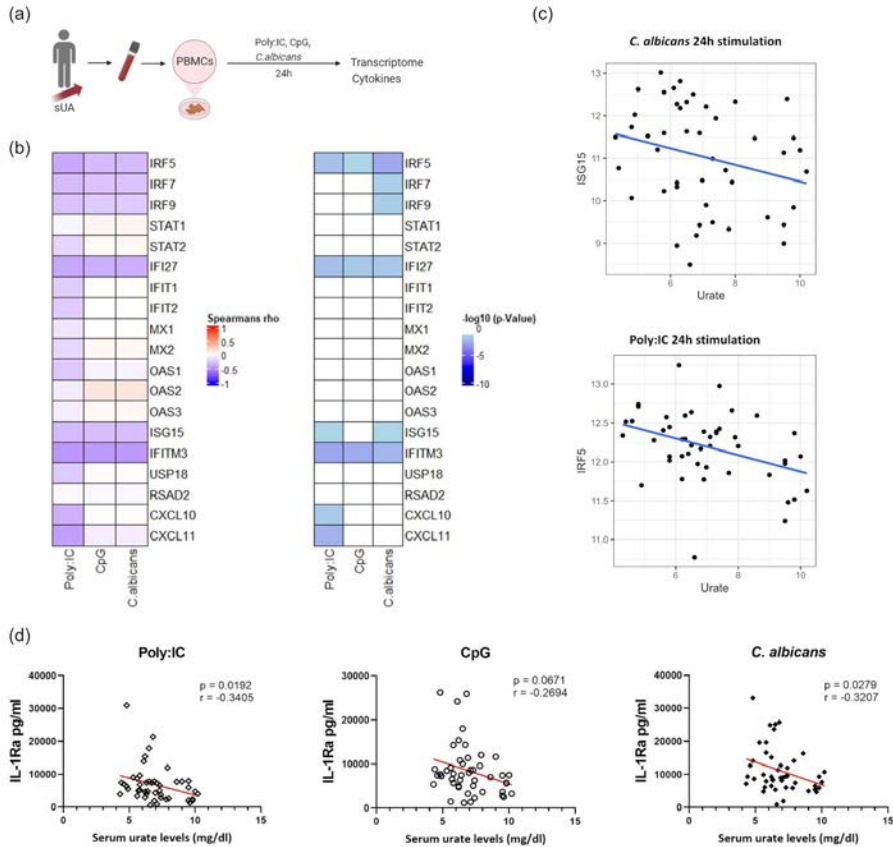 (a)
sUA
PBMCs
Poly:IC, CpG,
C.albicans
24h
Transcriptome
Cytokines
(b)
IRF5
IRF7
IRF9
STAT1
STAT2
IFI27
IFIT1
IFIT2
MX1
MX2
OAS1
OAS2
OAS3
ISG15
IFITM3
USP18
RSAD2
CXCL10
CXCL11
Poly:IC
CpG
C.albicans
Spearmans rho
1
0.5
0
-0.5
-1
IRF5
IRF7
IRF9
STAT1
STAT2
IFI27
IFIT1
IFIT2
MX1
MX2
OAS1
OAS2
OAS3
ISG15
IFITM3
USP18
RSAD2
CXCL10
CXCL11
Poly:IC
CpG
C.albicans
-log10 (p-Value)
0
-5
-10
(c)
C. albicans 24h stimulation
ISG15
13
12
11
10
9
6
8
10
Urate
Poly:IC 24h stimulation
IRF5
13.0
12.5
12.0
11.5
11.0
6
8
10
Urate
(d)
Poly:IC
p = 0.0192
r = -0.3405
IL-1Ra pg/ml
40000
30000
20000
10000
0
0
5
10
15
Serum urate levels (mg/dl)
CpG
p = 0.0671
r = -0.2694
IL-1Ra pg/ml
30000
20000
10000
0
0
5
10
15
Serum urate levels (mg/dl)
C. albicans
p = 0.0279
r = -0.3207
IL-1Ra pg/ml
40000
30000
20000
10000
0
0
5
10
15
Serum urate levels (mg/dl)